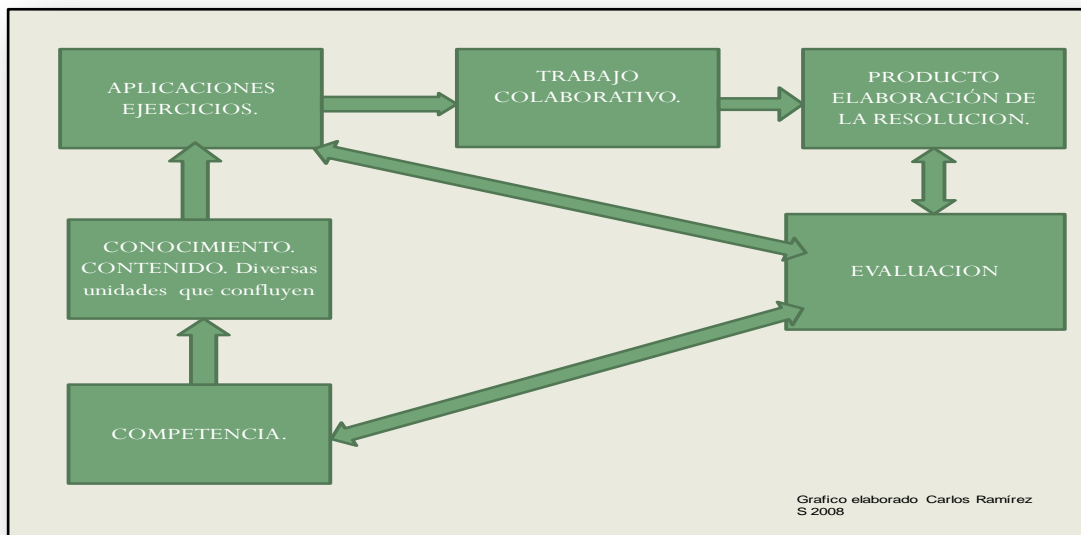 APLICACIONES
EJERCICIOS.
TRABAJO
COLABORATIVO.
PRODUCTO
ELABORACIÓN DE
LA RESOLUCION.
CONOCIMIENTO.
CONTENIDO. Diversas
unidades que confluyen
EVALUACION
COMPETENCIA.
Grafico elaborado Carlos Ramírez
S 2008